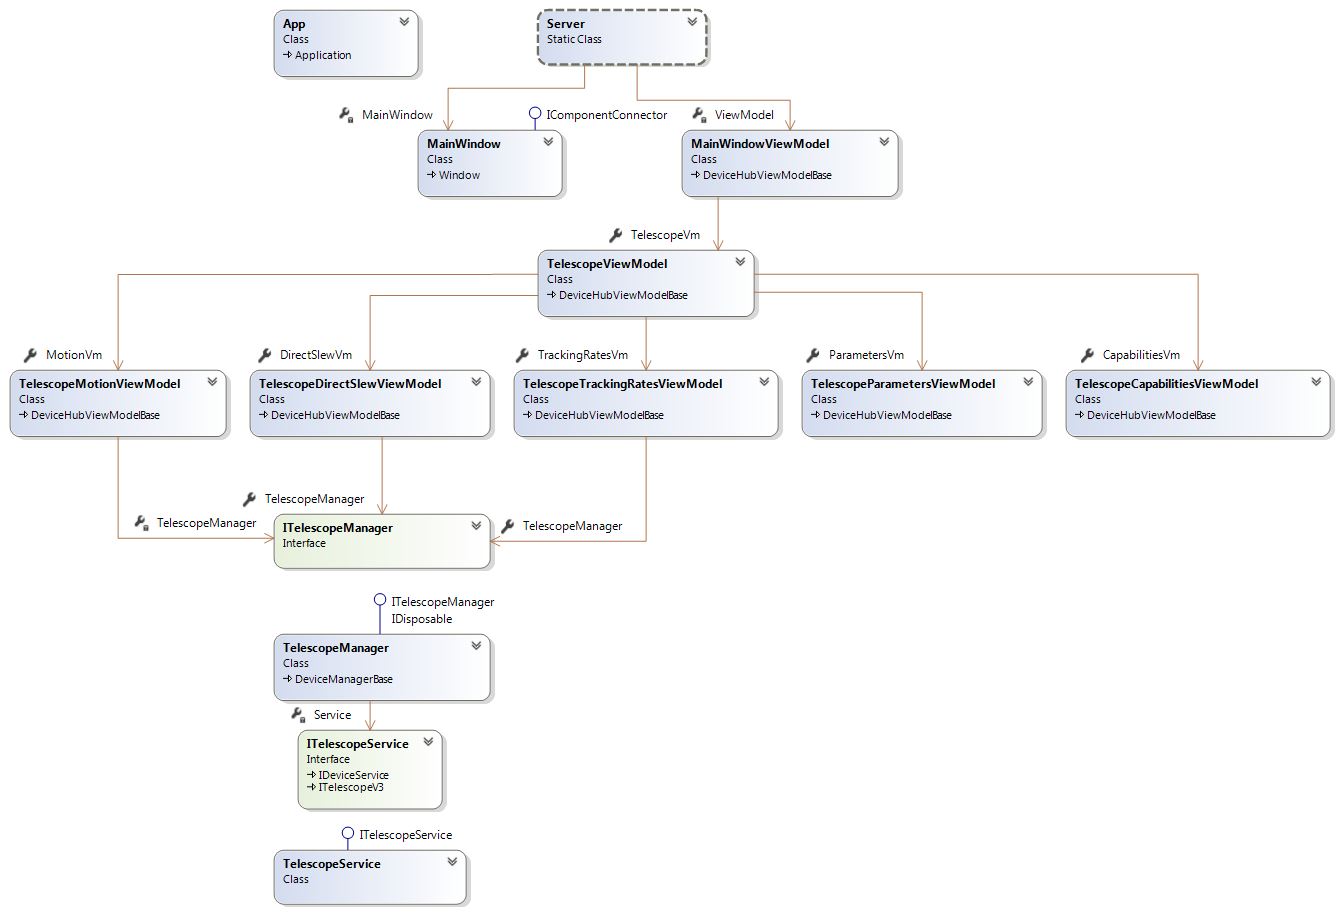 App
Class
Application
Server
Static Class
MainWindow
IComponentConnector
ViewModel
MainWindow
Class
Window
MainWindowViewModel
Class
DeviceHubViewModelBase
TelescopeVm
TelescopeViewModel
Class
DeviceHubViewModelBase
MotionVm
DirectSlewVm
TrackingRatesVm
ParametersVm
CapabilitiesVm
TelescopeMotionViewModel
Class
DeviceHubViewModelBase
TelescopeDirectSlewViewModel
Class
DeviceHubViewModelBase
TelescopeTrackingRatesViewModel
Class
DeviceHubViewModelBase
TelescopeParametersViewModel
Class
DeviceHubViewModelBase
TelescopeCapabilitiesViewModel
Class
DeviceHubViewModelBase
TelescopeManager
TelescopeManager
TelescopeManager
ITelescopeManager
Interface
ITelescopeManager
IDisposable
TelescopeManager
Class
DeviceManagerBase
Service
ITelescopeService
Interface
IDeviceService
ITelescopeV3
ITelescopeService
TelescopeService
Class